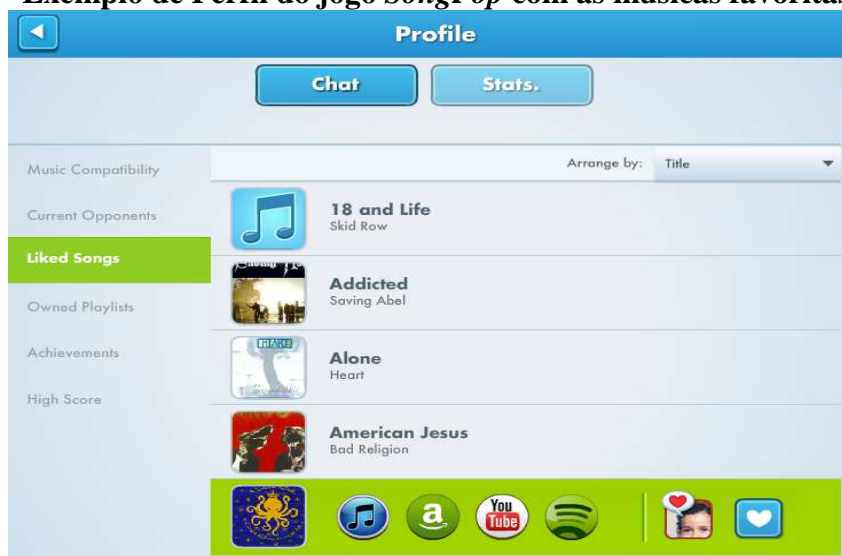 Exemplo de Perfil do jogo SongPop com as músicas favoritas
Profile
Chat
Stats.
Arrange by: Title
Music Compatibility
Current Opponents
Liked Songs
Owned Playlists
Achievements
High Score
18 and Life
Skid Row
Addicted
Saving Abel
Alone
Heart
American Jesus
Bad Religion
a
You
Tube